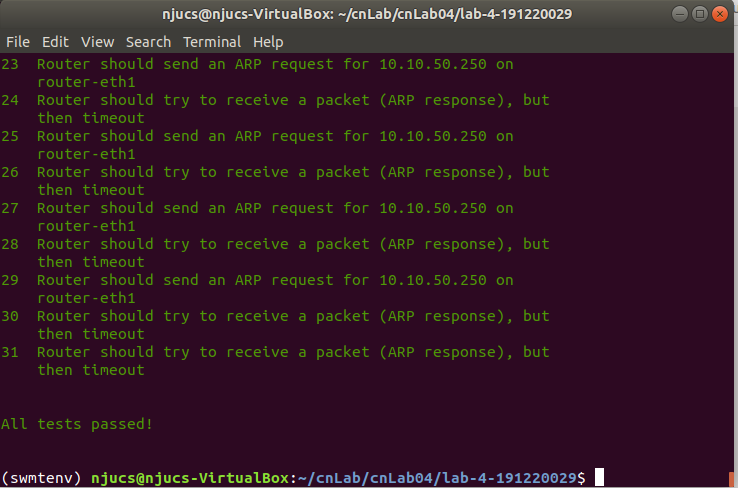 njucs@njucs-VirtualBox: ~/cnLab/cnLab04/lab-4-191220029
File Edit View Search Terminal Help
23 Router should send an ARP request for 10.10.50.250 on
router-eth1
24 Router should try to receive a packet (ARP response), but
then timeout
25 Router should send an ARP request for 10.10.50.250 on
router-eth1
26 Router should try to receive a packet (ARP response), but
then timeout
27 Router should send an ARP request for 10.10.50.250 on
router-eth1
28 Router should try to receive a packet (ARP response), but
then timeout
29 Router should send an ARP request for 10.10.50.250 on
router-eth1
30 Router should try to receive a packet (ARP response), but
then timeout
31 Router should try to receive a packet (ARP response), but
then timeout
All tests passed!
(swmtenv) njucs@njucs-VirtualBox:~/cnLab/cnLab04/lab-4-191220029$